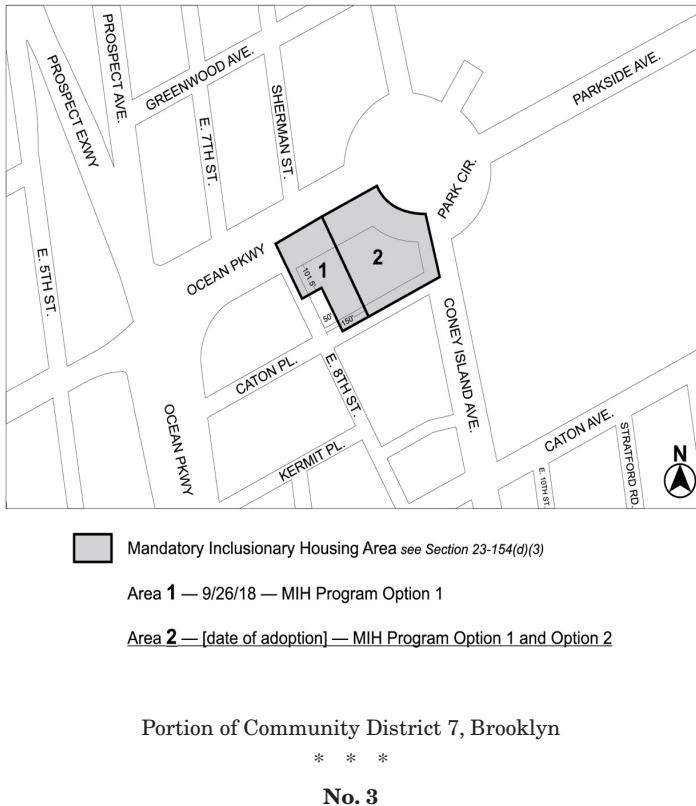 PROSPECT EXWY
PROSPECT AVE.
GREENWOOD AVE.
E. 7TH ST.
SHERMAN ST.
PARKSIDE AVE.
PARK CIR.
E. 5TH ST.
OCEAN PKWY
1
2
101.5'
50'
150'
CATON PL.
E. 8TH ST.
CONEY ISLAND AVE.
OCEAN PKWY
KERMIT PL.
CATON AVE.
E. 10TH ST.
STRATFORD RD.
N
Mandatory Inclusionary Housing Area see Section 23-154(d)(3)
Area 1 — 9/26/18 — MIH Program Option 1
Area 2 — [date of adoption] — MIH Program Option 1 and Option 2
Portion of Community District 7, Brooklyn
* * *
No. 3